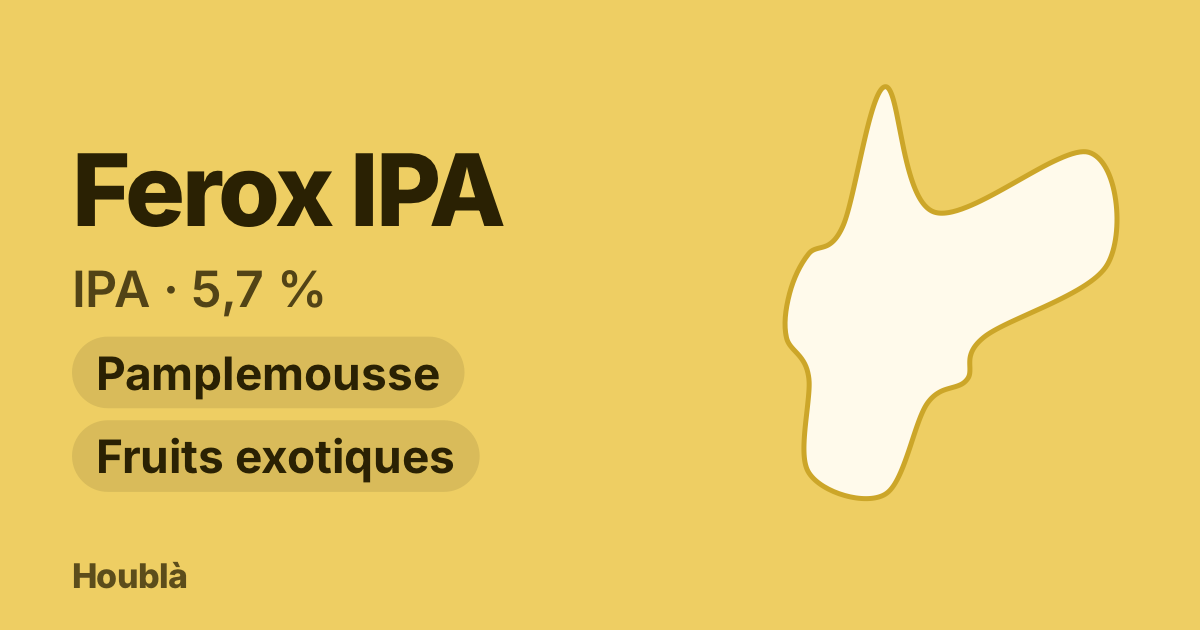 Ferox IPA
IPA · 5,7 %
Pamplemousse
Fruits exotiques
Houblà